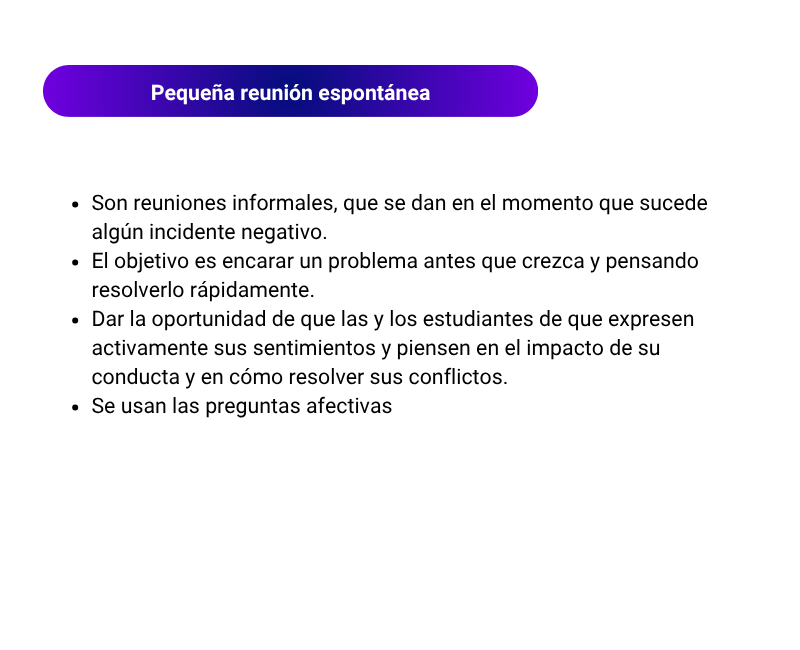 Pequeña reunión espontánea
• Son reuniones informales, que se dan en el momento que sucede
algún incidente negativo.
• El objetivo es encarar un problema antes que crezca y pensando
resolverlo rápidamente.
• Dar la oportunidad de que las y los estudiantes de que expresen
activamente sus sentimientos y piensen en el impacto de su
conducta y en cómo resolver sus conflictos.
• Se usan las preguntas afectivas